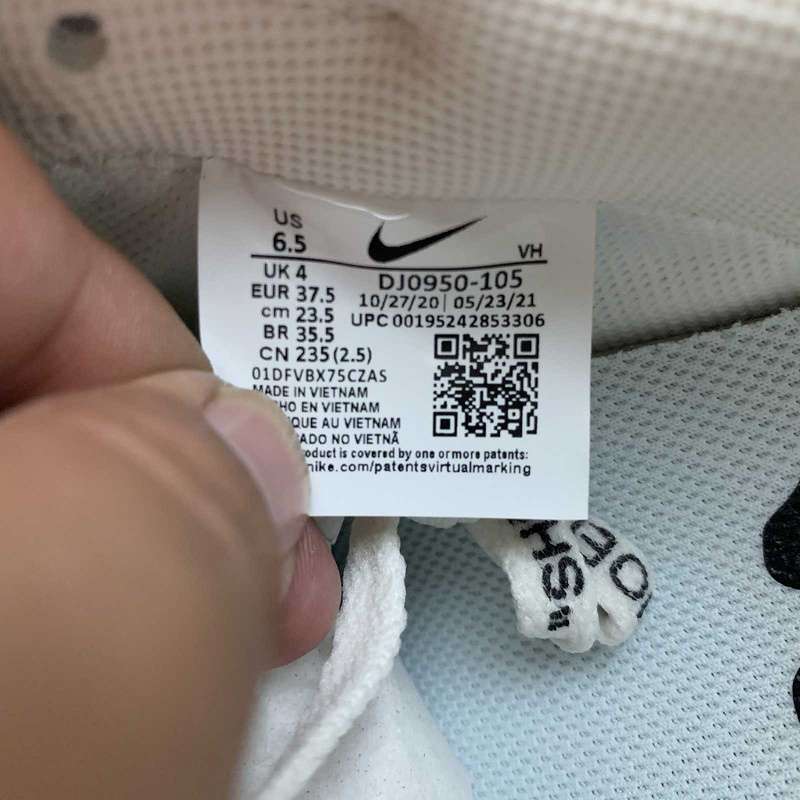 US
6.5
VH
UK 4
DJ0950-105
EUR 37.5
10/27/20 | 05/23/21
cm 23.5
UPC 00195242853306
BR 35.5
CN 235 (2.5)
01DFVBX75CZAS
MADE IN VIETNAM
HO EN VIETNAM
QUE AU VIETNAM
ADO NO VIETNÃ
oduct is covered by one or more patents:
nike.com/patentsvirtualmarking
"SH